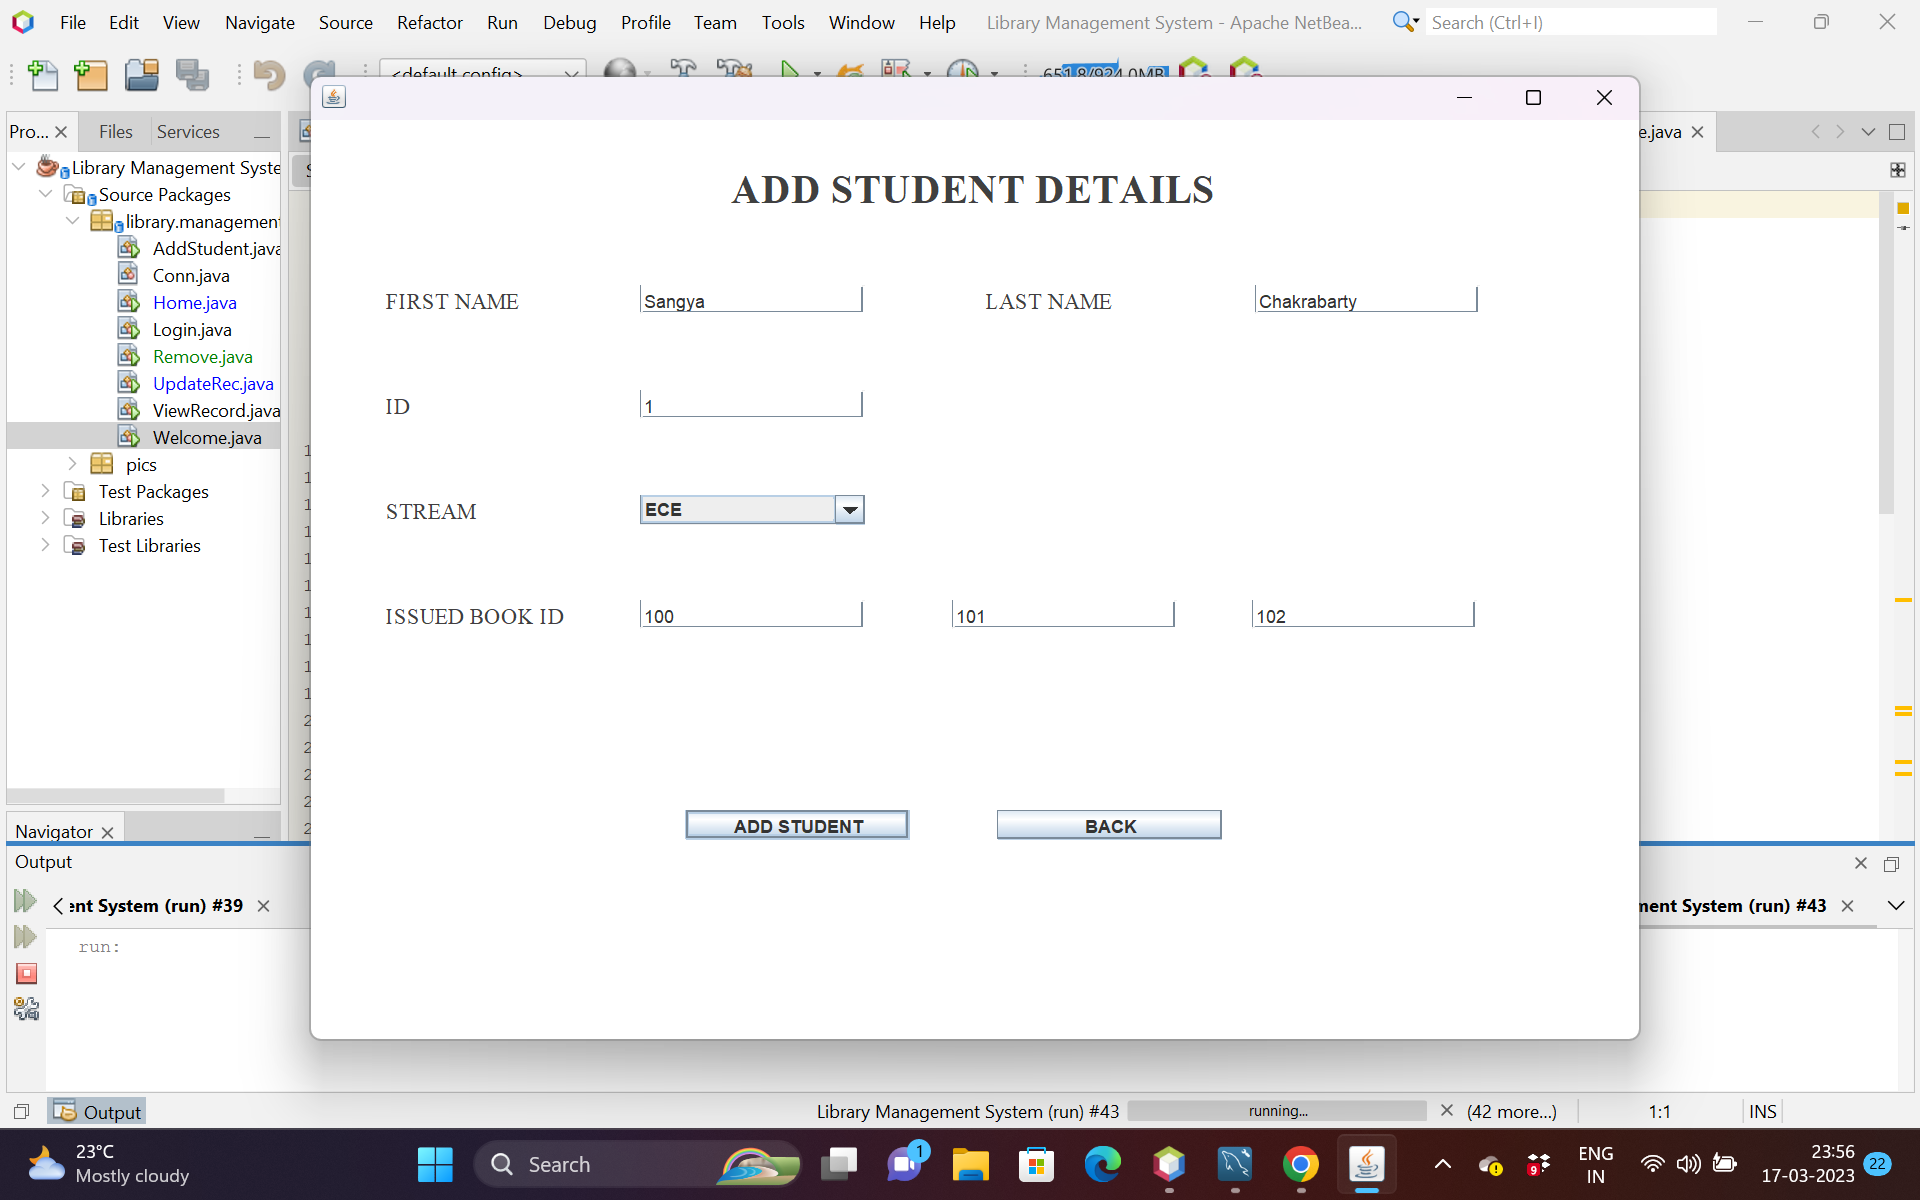 File Edit View Navigate Source Refactor Run Debug Profile Team Tools Window Help Library Management System - Apache NetBea... Search (Ctrl+I)
<default config> 651.8/924.0MB
Pro... Files Services e.java
Library Management Syste
Source Packages
library.management
AddStudent.java
Conn.java
Home.java
Login.java
Remove.java
UpdateRec.java
ViewRecord.java
Welcome.java
pics
Test Packages
Libraries
Test Libraries
ADD STUDENT DETAILS
FIRST NAME Sangya LAST NAME Chakrabarty
ID 1
STREAM ECE
ISSUED BOOK ID 100 101 102
ADD STUDENT BACK
Navigator
Output
ent System (run) #39 ment System (run) #43
run:
Output Library Management System (run) #43 running... (42 more...) 1:1 INS
23°C
Mostly cloudy
Search
1
9
ENG
IN
23:56
17-03-2023
22